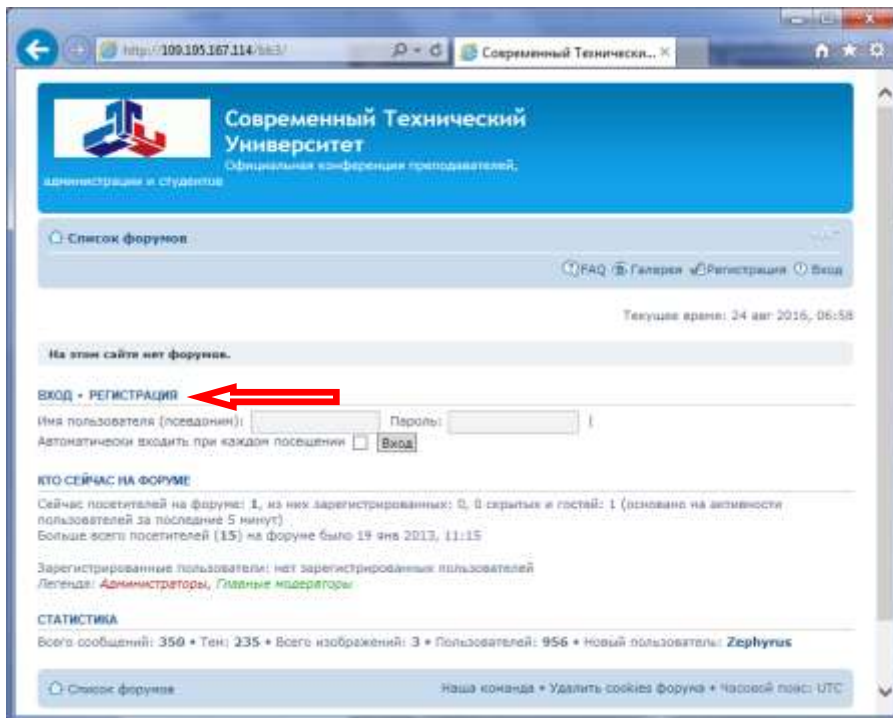 http://109.195.167.114/bb3/
Современный Технически...
Современный Технический
Университет
Официальная конференция преподавателей,
администрации и студентов
Список форумов
FAQ Галерея Регистрация Вход
Текущее время: 24 авг 2016, 06:58
На этом сайте нет форумов.
ВХОД • РЕГИСТРАЦИЯ
Имя пользователя (псевдоним): Пароль: |
Автоматически входить при каждом посещении Вход
КТО СЕЙЧАС НА ФОРУМЕ
Сейчас посетителей на форуме: 1, из них зарегистрированных: 0, 0 скрытых и гостей: 1 (основано на активности
пользователей за последние 5 минут)
Больше всего посетителей (15) на форуме было 19 янв 2013, 11:15
Зарегистрированные пользователи: нет зарегистрированных пользователей
Легенда: Администраторы, Главные модераторы
СТАТИСТИКА
Всего сообщений: 350 • Тем: 235 • Всего изображений: 3 • Пользователей: 956 • Новый пользователь: Zephyrus
Список форумов
Наша команда • Удалить cookies форума • Часовой пояс: UTC